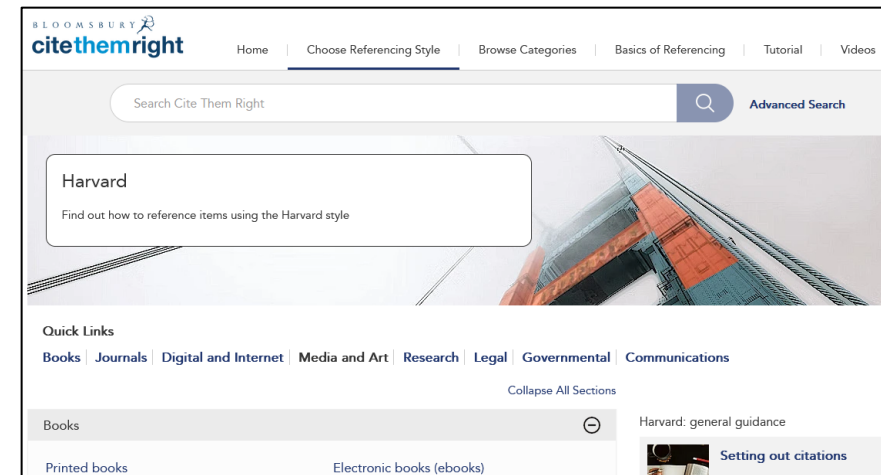 BLOOMSBURY
citethemright
Home Choose Referencing Style Browse Categories Basics of Referencing Tutorial Videos
Search Cite Them Right
Advanced Search
Harvard
Find out how to reference items using the Harvard style
Quick Links
Books Journals Digital and Internet Media and Art Research Legal Governmental Communications
Collapse All Sections
Books
Harvard: general guidance
Printed books Electronic books (ebooks)
Setting out citations